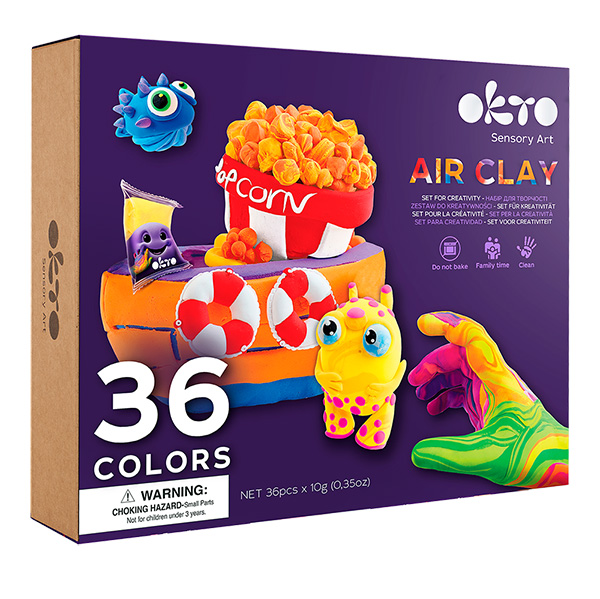 OKTO
Sensory Art
AIR CLAY
SET FOR CREATIVITY - НАБІР ДЛЯ ТВОРЧОСТІ
ZESTAW DO KREATYWNOŚCI - SET FÜR KREATIVITÄT
SET POUR LA CRÉATIVITÉ - SET PER LA CREATIVITÀ
SET PARA CREATIVIDAD - SET VOOR CREATIVITEIT
Do not bake
Family time
Clean
popcorn
OKTO
OKTO
Sensory Art
36
COLORS
NET 36pcs x 10g (0,35oz)
WARNING:
CHOKING HAZARD-Small Parts
Not for children under 3 years.